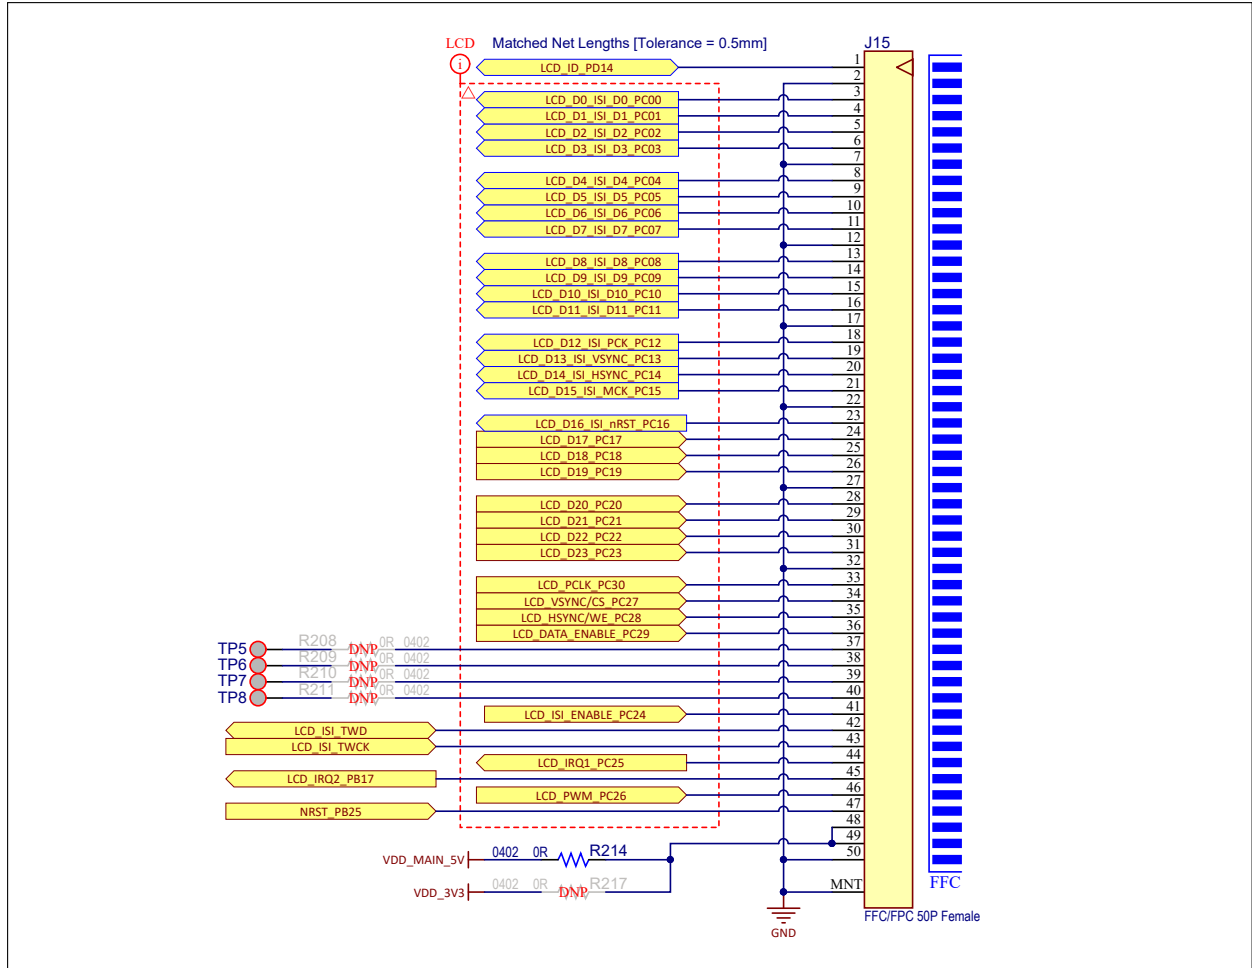 LCD Matched Net Lengths [Tolerance = 0.5mm] J15
LCD_ID_PD14 1
2
LCD_D0_ISI_D0_PC00 3
LCD_D1_ISI_D1_PC01 4
LCD_D2_ISI_D2_PC02 5
LCD_D3_ISI_D3_PC03 6
7
LCD_D4_ISI_D4_PC04 8
LCD_D5_ISI_D5_PC05 9
LCD_D6_ISI_D6_PC06 10
LCD_D7_ISI_D7_PC07 11
12
LCD_D8_ISI_D8_PC08 13
LCD_D9_ISI_D9_PC09 14
LCD_D10_ISI_D10_PC10 15
LCD_D11_ISI_D11_PC11 16
17
LCD_D12_ISI_PCK_PC12 18
LCD_D13_ISI_VSYNC_PC13 19
LCD_D14_ISI_HSYNC_PC14 20
LCD_D15_ISI_MCK_PC15 21
22
LCD_D16_ISI_nRST_PC16 23
LCD_D17_PC17 24
LCD_D18_PC18 25
LCD_D19_PC19 26
27
LCD_D20_PC20 28
LCD_D21_PC21 29
LCD_D22_PC22 30
LCD_D23_PC23 31
32
LCD_PCLK_PC30 33
LCD_VSYNC/CS_PC27 34
LCD_HSYNC/WE_PC28 35
LCD_DATA_ENABLE_PC29 36
TP5 R208 DNP 0R 0402 37
TP6 R209 DNP 0R 0402 38
TP7 R210 DNP 0R 0402 39
TP8 R211 DNP 0R 0402 40
LCD_ISI_ENABLE_PC24 41
LCD_ISI_TWD 42
LCD_ISI_TWCK 43
LCD_IRQ1_PC25 44
LCD_IRQ2_PB17 45
LCD_PWM_PC26 46
NRST_PB25 47
48
49
VDD_MAIN_5V 0402 0R R214 50
VDD_3V3 0402 0R DNP R217 MNT FFC
FFC/FPC 50P Female
GND